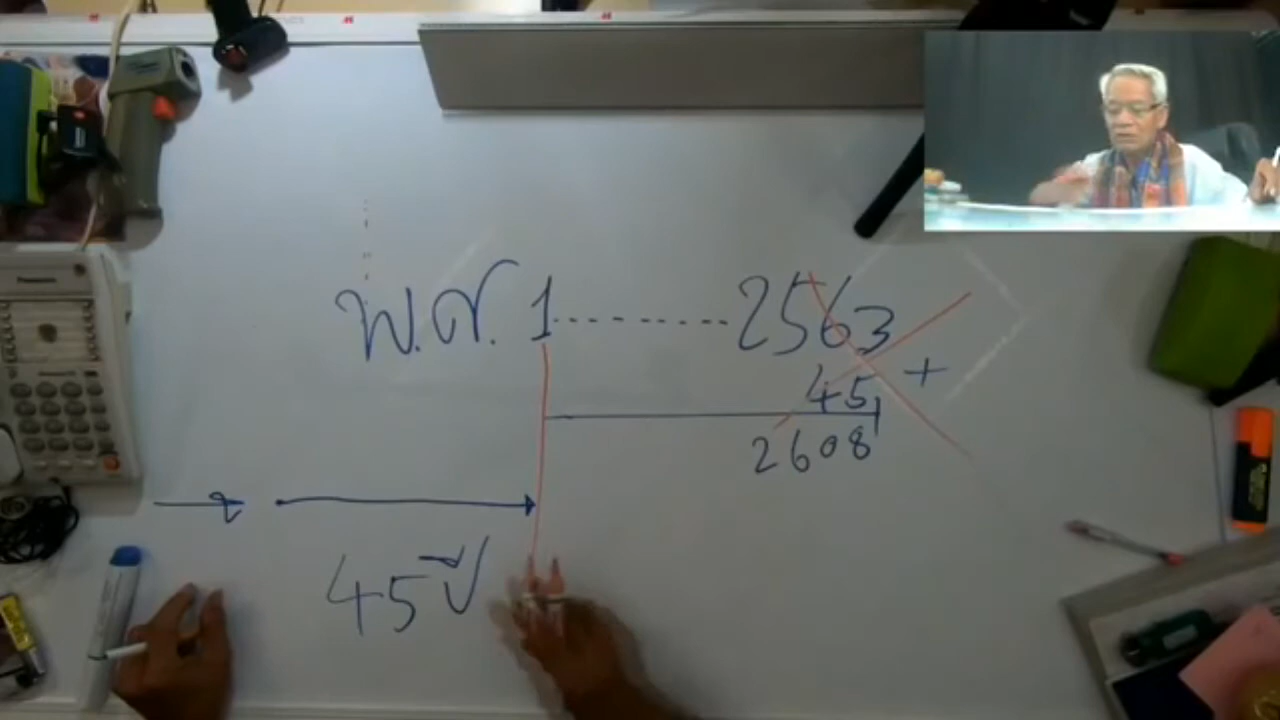 พ.ศ. 1 --------- 2563
45 +
2608
45 ปี